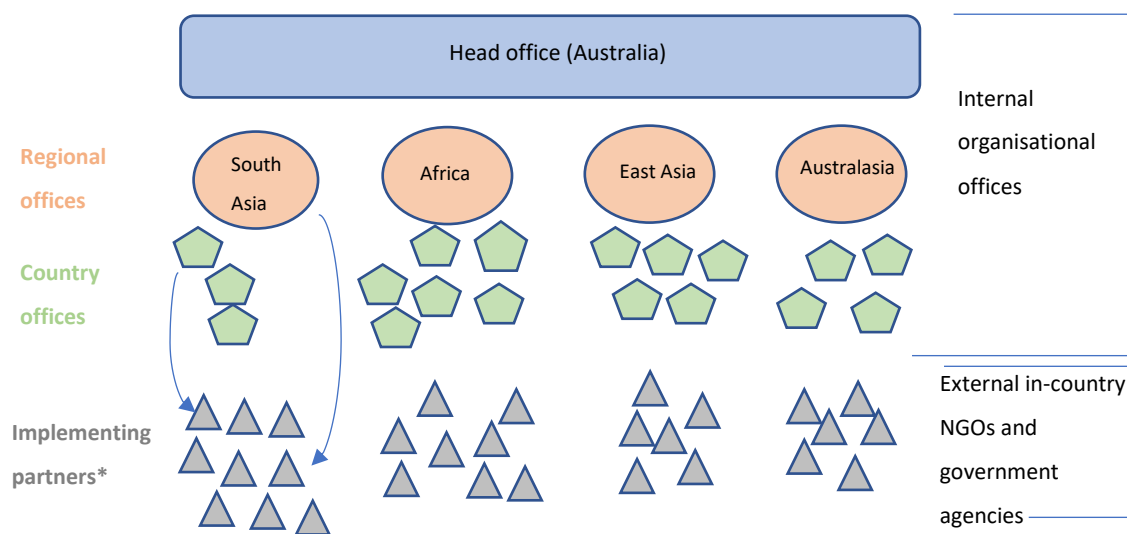 Head office (Australia)
Internal
organisational
offices
Regional
offices
South
Asia
Africa
East Asia
Australasia
Country
offices
Implementing
partners*
External in-country
NGOs and
government
agencies